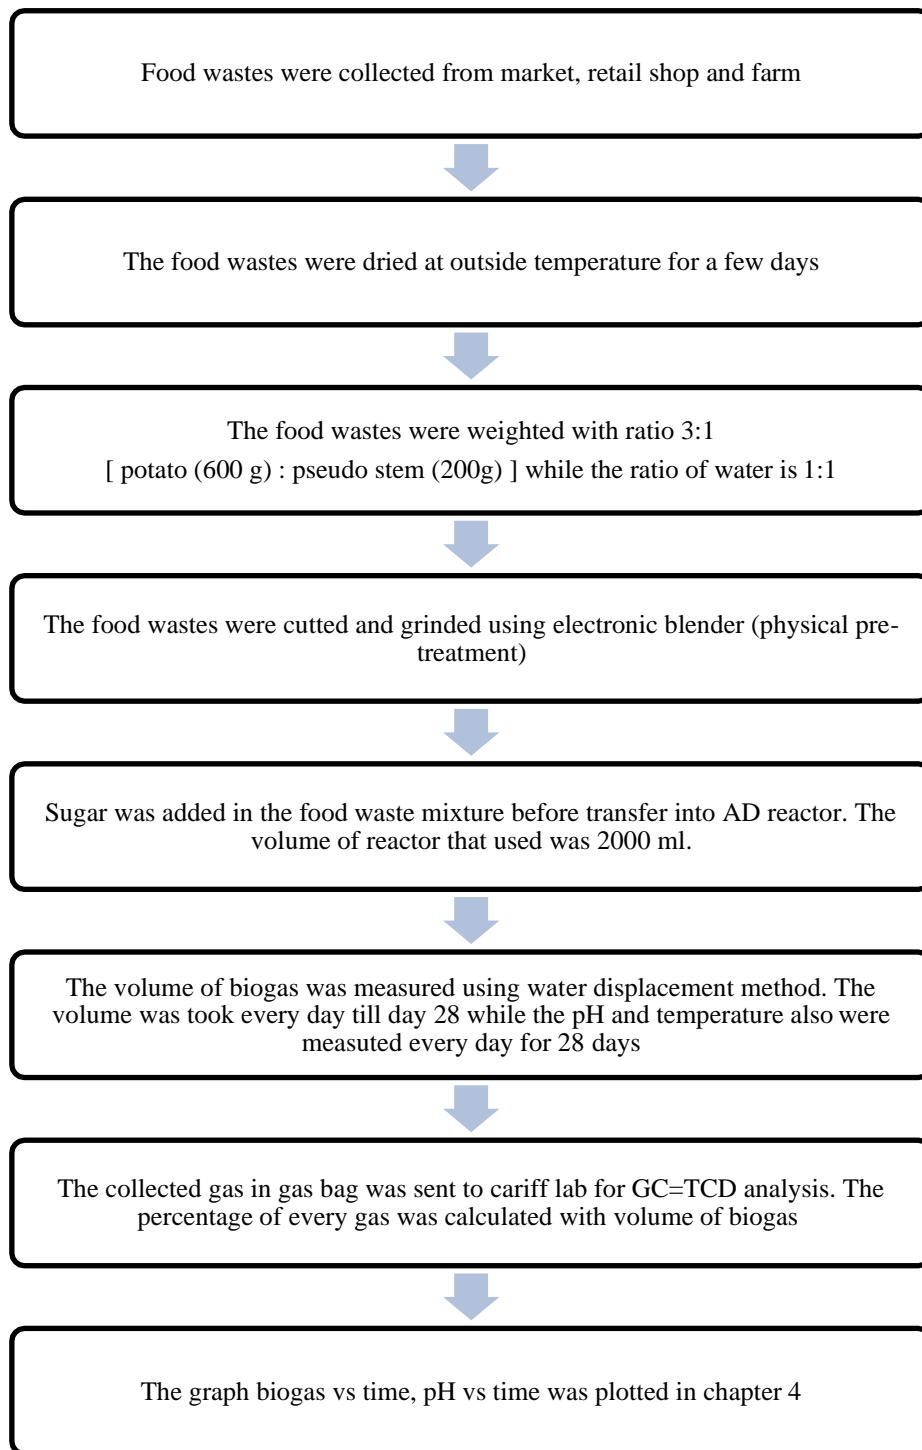 Food wastes were collected from market, retail shop and farm
The food wastes were dried at outside temperature for a few days
The food wastes were weighted with ratio 3:1
[ potato (600 g) : pseudo stem (200g) ] while the ratio of water is 1:1
The food wastes were cutted and grinded using electronic blender (physical pre-
treatment)
Sugar was added in the food waste mixture before transfer into AD reactor. The
volume of reactor that used was 2000 ml.
The volume of biogas was measured using water displacement method. The
volume was took every day till day 28 while the pH and temperature also were
measuted every day for 28 days
The collected gas in gas bag was sent to cariff lab for GC=TCD analysis. The
percentage of every gas was calculated with volume of biogas
The graph biogas vs time, pH vs time was plotted in chapter 4